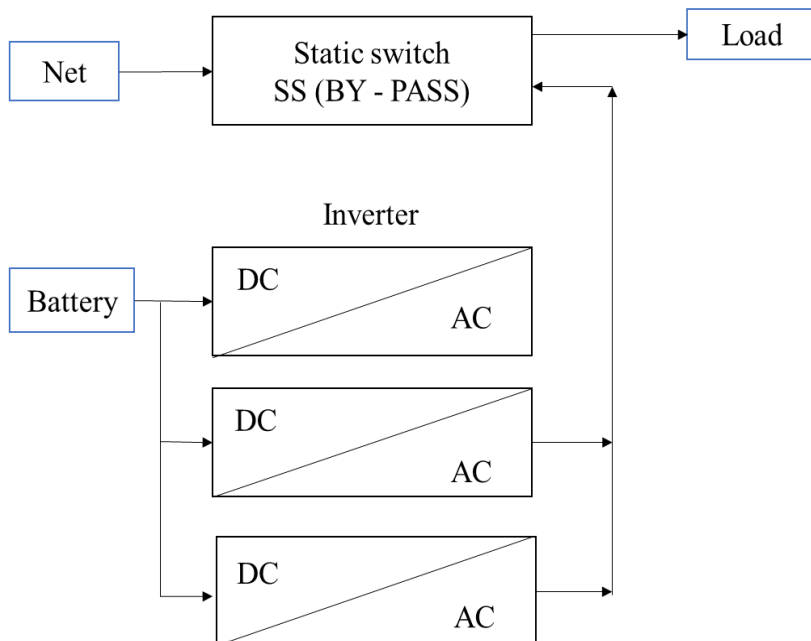 Net
Static switch
SS (BY - PASS)
Load
Inverter
Battery
DC
AC
DC
AC
DC
AC